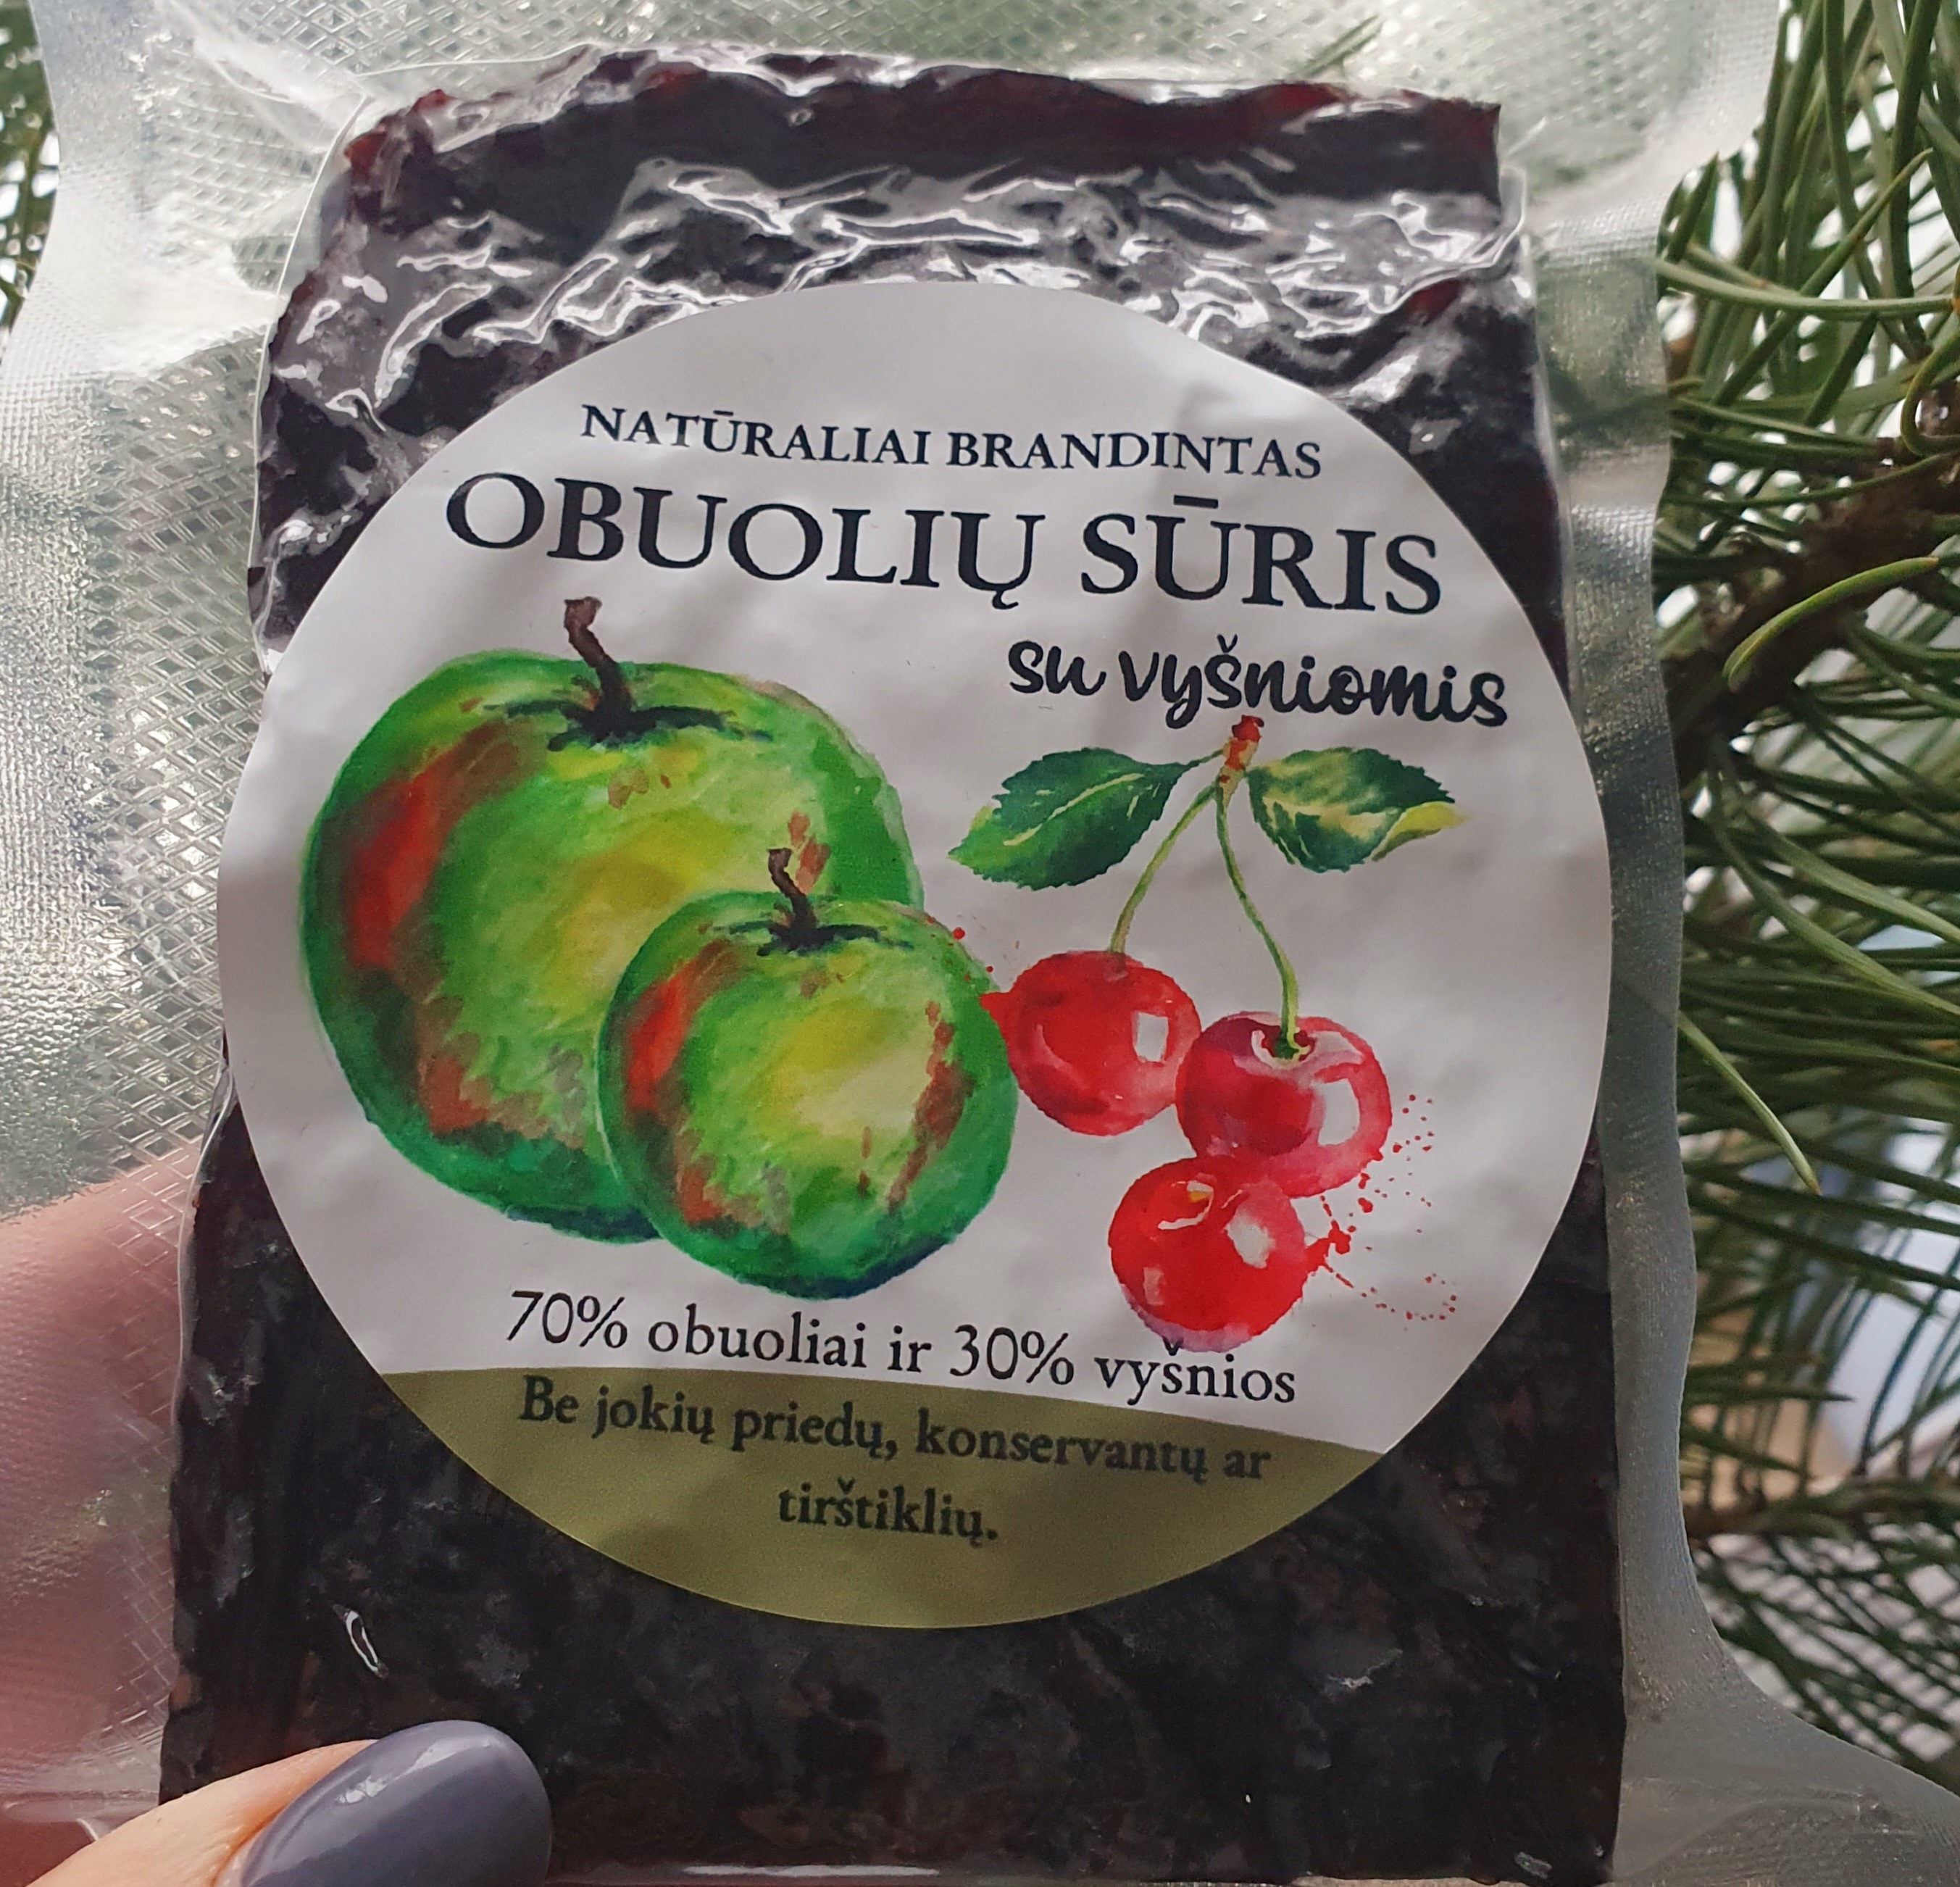 NATŪRALIAI BRANDINTAS
OBUOLIŲ SŪRIS
su vyšniomis
70% obuoliai ir 30% vyšnios
Be jokių priedų, konservantų ar
tirštiklių.